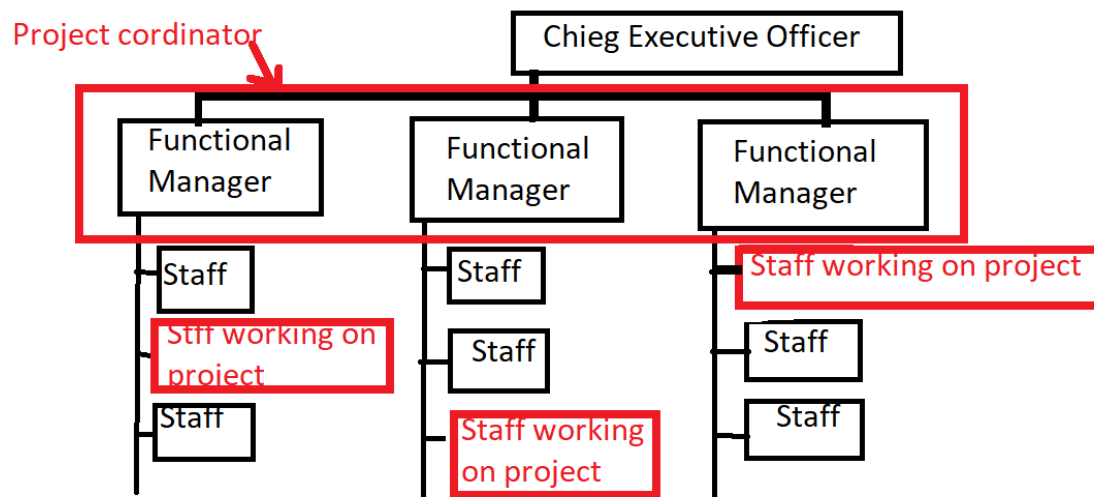 Project cordinator
Chieg Executive Officer
Functional
Manager
Functional
Manager
Functional
Manager
Staff
Stff working on
project
Staff
Staff
Staff
Staff working
on project
Staff working on project
Staff
Staff